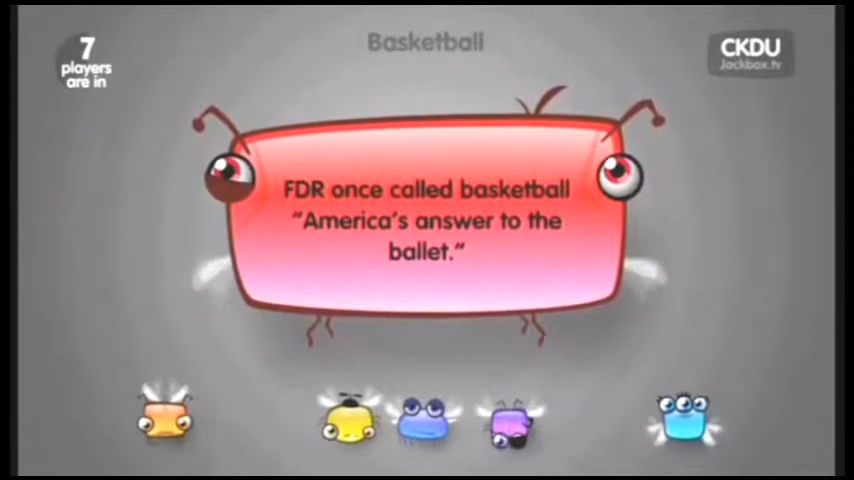 Basketball
7
players
are in
CKDU
Jackbox.tv
FDR once called basketball
“America’s answer to the
ballet.”